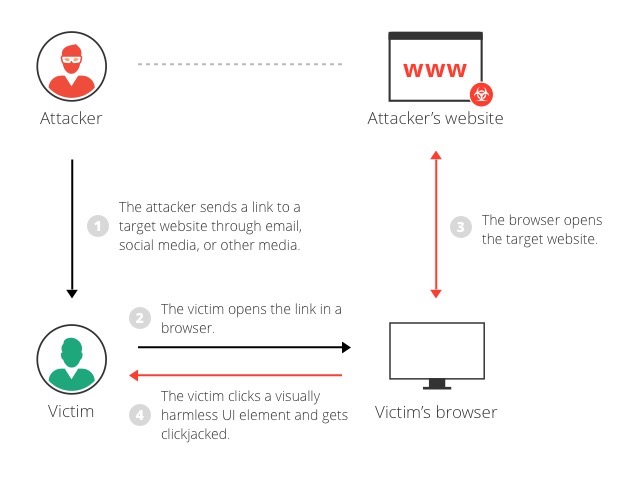 www
Attacker
Attacker's website
1
The attacker sends a link to a
target website through email,
social media, or other media.
3
The browser opens
the target website.
2
The victim opens the link in a
browser.
4
The victim clicks a visually
harmless UI element and gets
clickjacked.
Victim
Victim's browser